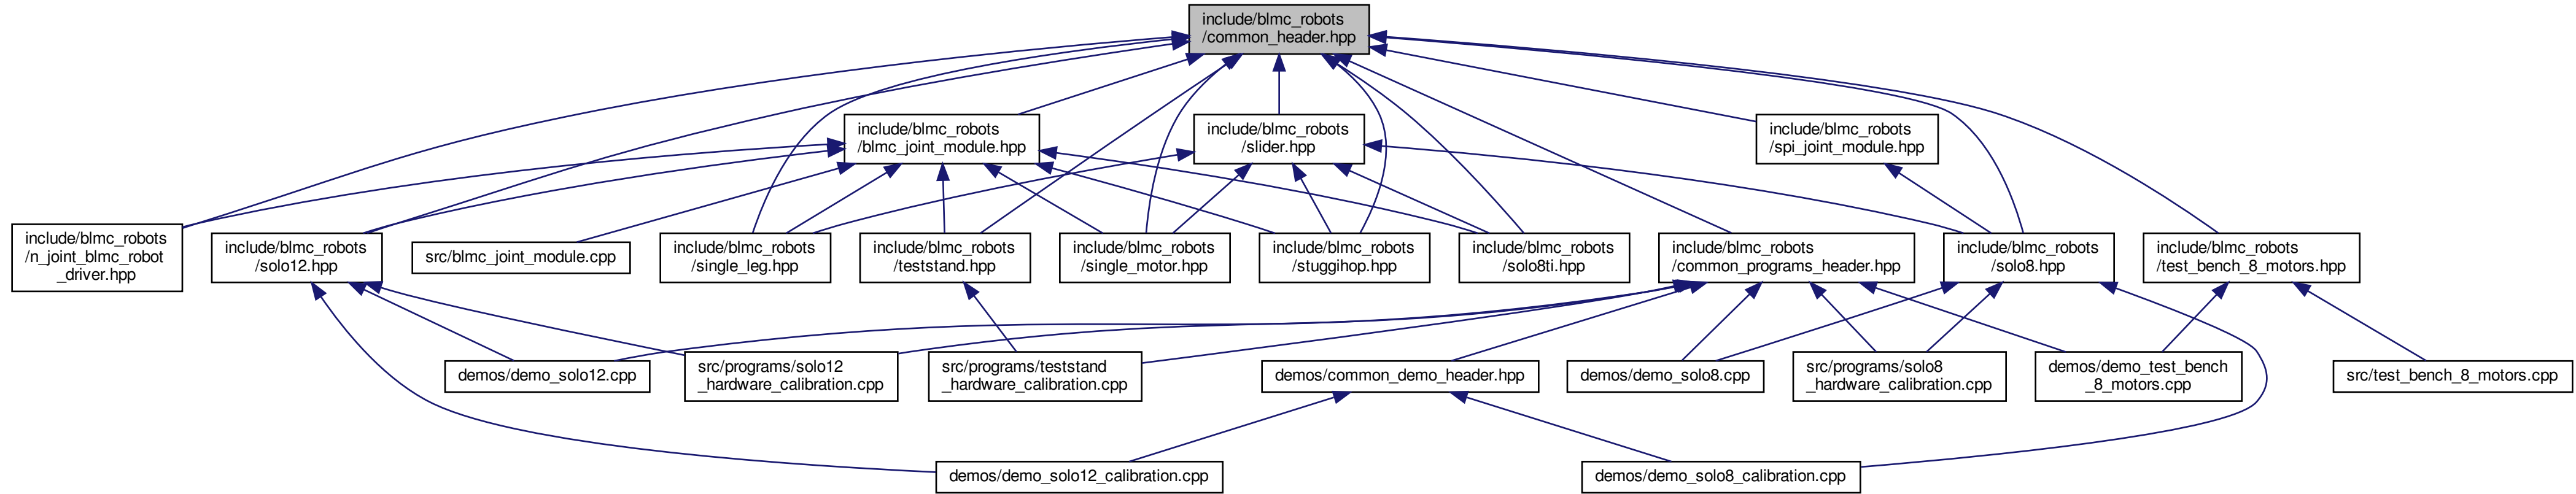 include/blmc_robots
/common_header.hpp
include/blmc_robots
/blmc_joint_module.hpp
include/blmc_robots
/slider.hpp
include/blmc_robots
/spi_joint_module.hpp
include/blmc_robots
/n_joint_blmc_robot
_driver.hpp
include/blmc_robots
/solo12.hpp
src/blmc_joint_module.cpp
include/blmc_robots
/single_leg.hpp
include/blmc_robots
/teststand.hpp
include/blmc_robots
/single_motor.hpp
include/blmc_robots
/stuggihop.hpp
include/blmc_robots
/solo8ti.hpp
include/blmc_robots
/common_programs_header.hpp
include/blmc_robots
/solo8.hpp
include/blmc_robots
/test_bench_8_motors.hpp
demos/demo_solo12.cpp
src/programs/solo12
_hardware_calibration.cpp
src/programs/teststand
_hardware_calibration.cpp
demos/common_demo_header.hpp
demos/demo_solo8.cpp
src/programs/solo8
_hardware_calibration.cpp
demos/demo_test_bench
_8_motors.cpp
src/test_bench_8_motors.cpp
demos/demo_solo12_calibration.cpp
demos/demo_solo8_calibration.cpp